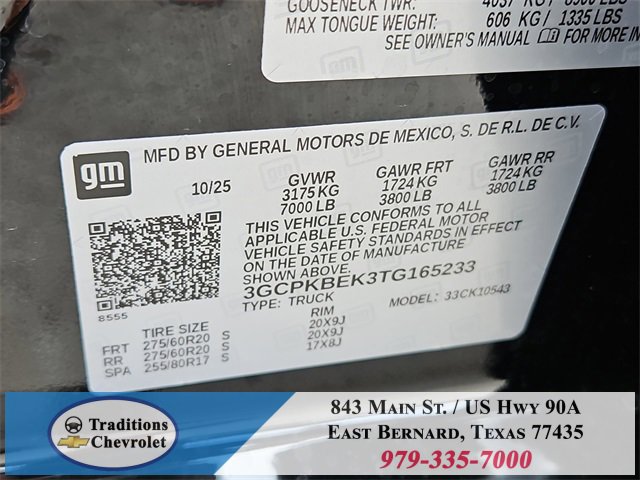 GOOSENECK TWR:
MAX TONGUE WEIGHT: 606 KG / 1335 LBS
SEE OWNER'S MANUAL FOR MORE IN
gm MFD BY GENERAL MOTORS DE MEXICO, S. DE R.L. DE C.V.
10/25 GVWR GAWR FRT GAWR RR
3175 KG 1724 KG 1724 KG
7000 LB 3800 LB 3800 LB
THIS VEHICLE CONFORMS TO ALL
APPLICABLE U.S. FEDERAL MOTOR
VEHICLE SAFETY STANDARDS IN EFFECT
ON THE DATE OF MANUFACTURE
SHOWN ABOVE.
3GCPKBEK3TG165233
8555 TYPE: TRUCK MODEL: 33CK10543
TIRE SIZE RIM
FRT 275/60R20 S 20X9J
RR 275/60R20 S 20X9J
SPA 255/80R17 S 17X8J
Traditions
Chevrolet
843 Main St. / US Hwy 90A
East Bernard, Texas 77435
979-335-7000